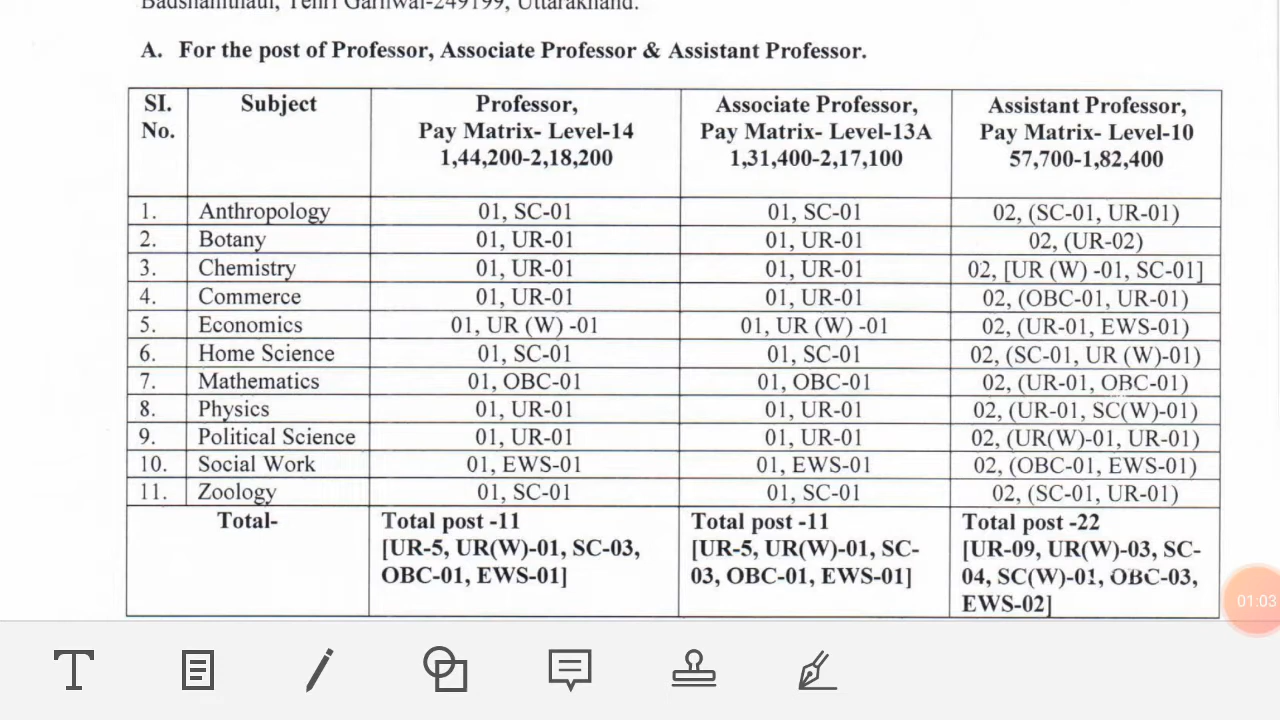 Badshahithaul, Tehri Garhwal-249199, Uttarakhand.
A. For the post of Professor, Associate Professor & Assistant Professor.
SI. No. Subject Professor, Pay Matrix- Level-14 1,44,200-2,18,200 Associate Professor, Pay Matrix- Level-13A 1,31,400-2,17,100 Assistant Professor, Pay Matrix- Level-10 57,700-1,82,400
1. Anthropology 01, SC-01 01, SC-01 02, (SC-01, UR-01)
2. Botany 01, UR-01 01, UR-01 02, (UR-02)
3. Chemistry 01, UR-01 01, UR-01 02, [UR (W) -01, SC-01]
4. Commerce 01, UR-01 01, UR-01 02, (OBC-01, UR-01)
5. Economics 01, UR (W) -01 01, UR (W) -01 02, (UR-01, EWS-01)
6. Home Science 01, SC-01 01, SC-01 02, (SC-01, UR (W)-01)
7. Mathematics 01, OBC-01 01, OBC-01 02, (UR-01, OBC-01)
8. Physics 01, UR-01 01, UR-01 02, (UR-01, SC(W)-01)
9. Political Science 01, UR-01 01, UR-01 02, (UR(W)-01, UR-01)
10. Social Work 01, EWS-01 01, EWS-01 02, (OBC-01, EWS-01)
11. Zoology 01, SC-01 01, SC-01 02, (SC-01, UR-01)
Total- Total post -11 Total post -11 Total post -22
[UR-5, UR(W)-01, SC-03, [UR-5, UR(W)-01, SC- [UR-09, UR(W)-03, SC-
OBC-01, EWS-01] 03, OBC-01, EWS-01] 04, SC(W)-01, OBC-03,
EWS-02]
01:03
T